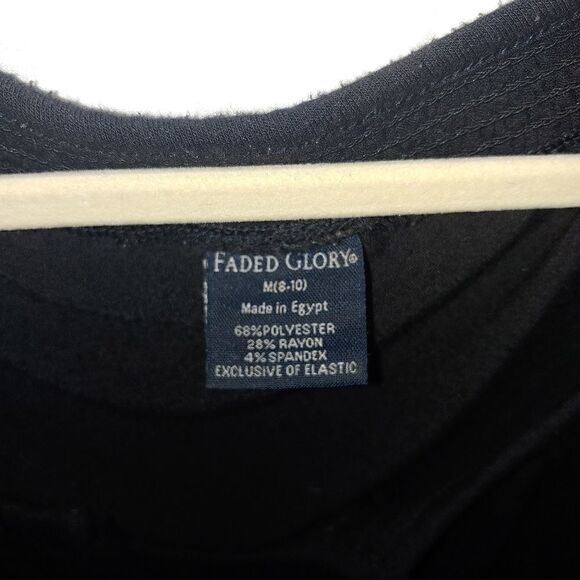 FADED GLORY®
M(8-10)
Made in Egypt
68%POLYESTER
28% RAYON
4% SPANDEX
EXCLUSIVE OF ELASTIC